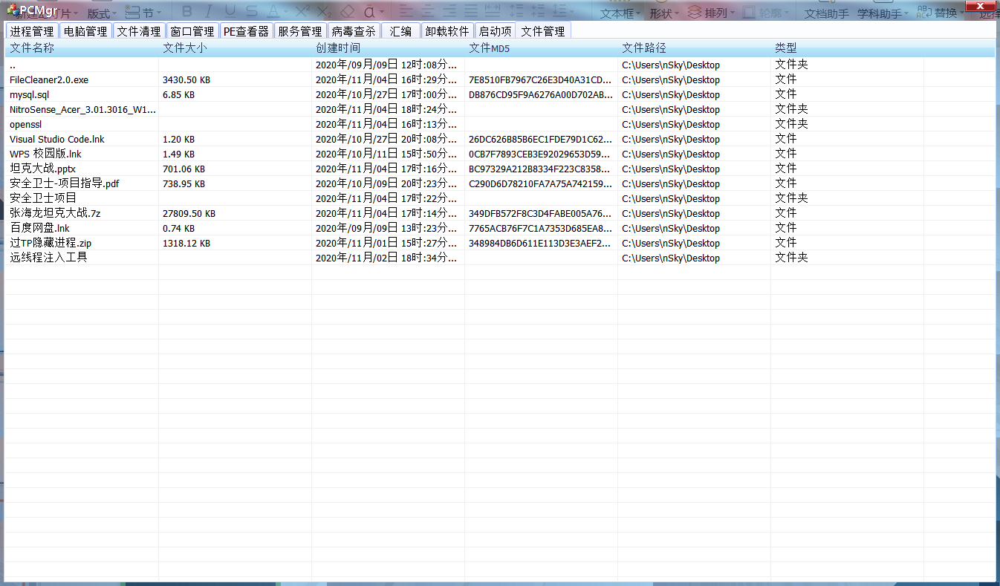 PCMgr
片 版式 节 B I U S A X² X₂ 文本框 形状 排列 轮廓 文档助手 学科助手 替换 选择
进程管理 电脑管理 文件清理 窗口管理 PE查看器 服务管理 病毒查杀 汇编 卸载软件 启动项 文件管理
文件名称 文件大小 创建时间 文件MD5 文件路径 类型
.. 2020年/09月/09日 12时:08分... C:\Users\nSky\Desktop 文件夹
FileCleaner2.0.exe 3430.50 KB 2020年/11月/04日 16时:29分... 7E8510FB7967C26E3D40A31CD... C:\Users\nSky\Desktop 文件
mysql.sql 6.85 KB 2020年/10月/27日 17时:00分... DB876CD95F9A6276A00D702AB... C:\Users\nSky\Desktop 文件
NitroSense_Acer_3.01.3016_W1... 2020年/11月/04日 18时:24分... C:\Users\nSky\Desktop 文件夹
openssl 2020年/11月/04日 16时:13分... C:\Users\nSky\Desktop 文件夹
Visual Studio Code.lnk 1.20 KB 2020年/10月/27日 20时:08分... 26DC626B85B6EC1FDE79D1C62... C:\Users\nSky\Desktop 文件
WPS 校园版.lnk 1.49 KB 2020年/10月/11日 15时:50分... 0CB7F7893CEB3E92029653D59... C:\Users\nSky\Desktop 文件
坦克大战.pptx 701.06 KB 2020年/11月/04日 17时:16分... BC97329A212B8334F223C8358... C:\Users\nSky\Desktop 文件
安全卫士-项目指导.pdf 738.95 KB 2020年/10月/09日 20时:23分... C290D6D78210FA7A75A742159... C:\Users\nSky\Desktop 文件
安全卫士项目 2020年/11月/04日 17时:22分... C:\Users\nSky\Desktop 文件夹
张海龙坦克大战.7z 27809.50 KB 2020年/11月/04日 17时:14分... 349DFB572F8C3D4FABE005A76... C:\Users\nSky\Desktop 文件
百度网盘.lnk 0.74 KB 2020年/09月/09日 13时:23分... 7765ACB76F7C1A7353D685EA8... C:\Users\nSky\Desktop 文件
过TP隐藏进程.zip 1318.12 KB 2020年/11月/01日 15时:27分... 348984DB6D611E113D3E3AEF2... C:\Users\nSky\Desktop 文件
远线程注入工具 2020年/11月/02日 18时:34分... C:\Users\nSky\Desktop 文件夹